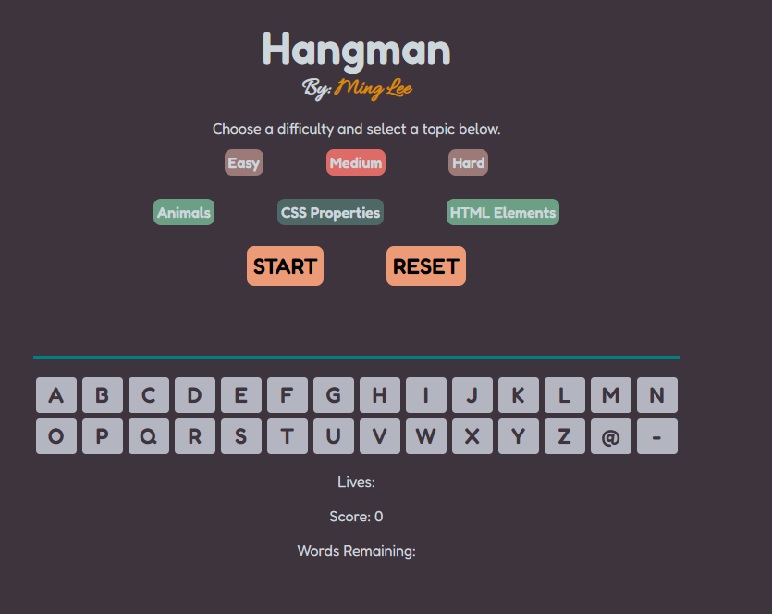 Hangman
By: Ming Lee
Choose a difficulty and select a topic below.
Easy Medium Hard
Animals CSS Properties HTML Elements
START RESET
A B C D E F G H I J K L M N
O P Q R S T U V W X Y Z @ -
Lives:
Score: 0
Words Remaining: